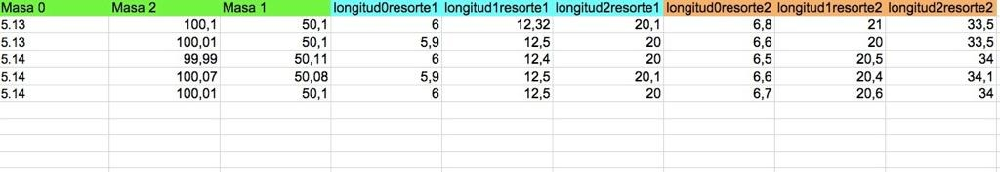 Masa 0 Masa 2 Masa 1 longitud0resorte1 longitud1resorte1 longitud2resorte1 longitud0resorte2 longitud1resorte2 longitud2resorte2
5.13 100,1 50,1 6 12,32 20,1 6,8 21 33,5
5.13 100,01 50,1 5,9 12,5 20 6,6 20 33,5
5.14 99,99 50,11 6 12,4 20 6,5 20,5 34
5.14 100,07 50,08 5,9 12,5 20,1 6,6 20,4 34,1
5.14 100,01 50,1 6 12,5 20 6,7 20,6 34